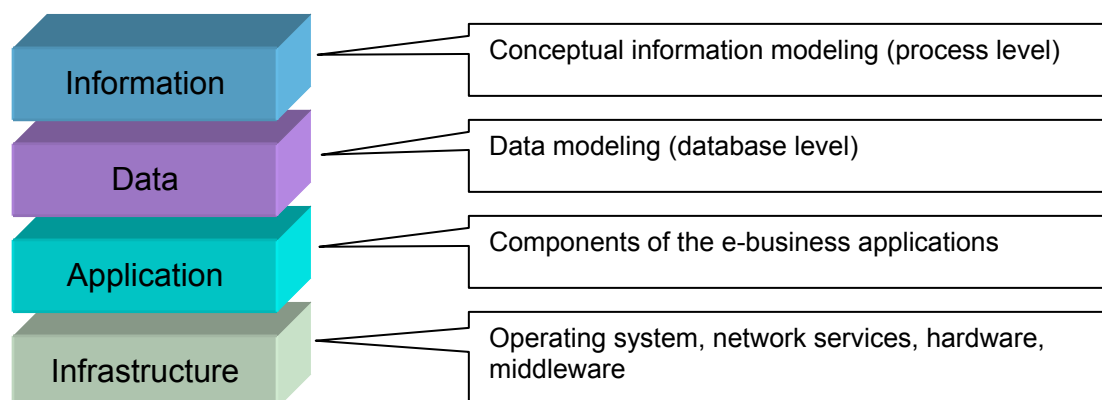 Information
Conceptual information modeling (process level)
Data
Data modeling (database level)
Application
Components of the e-business applications
Infrastructure
Operating system, network services, hardware,
middleware